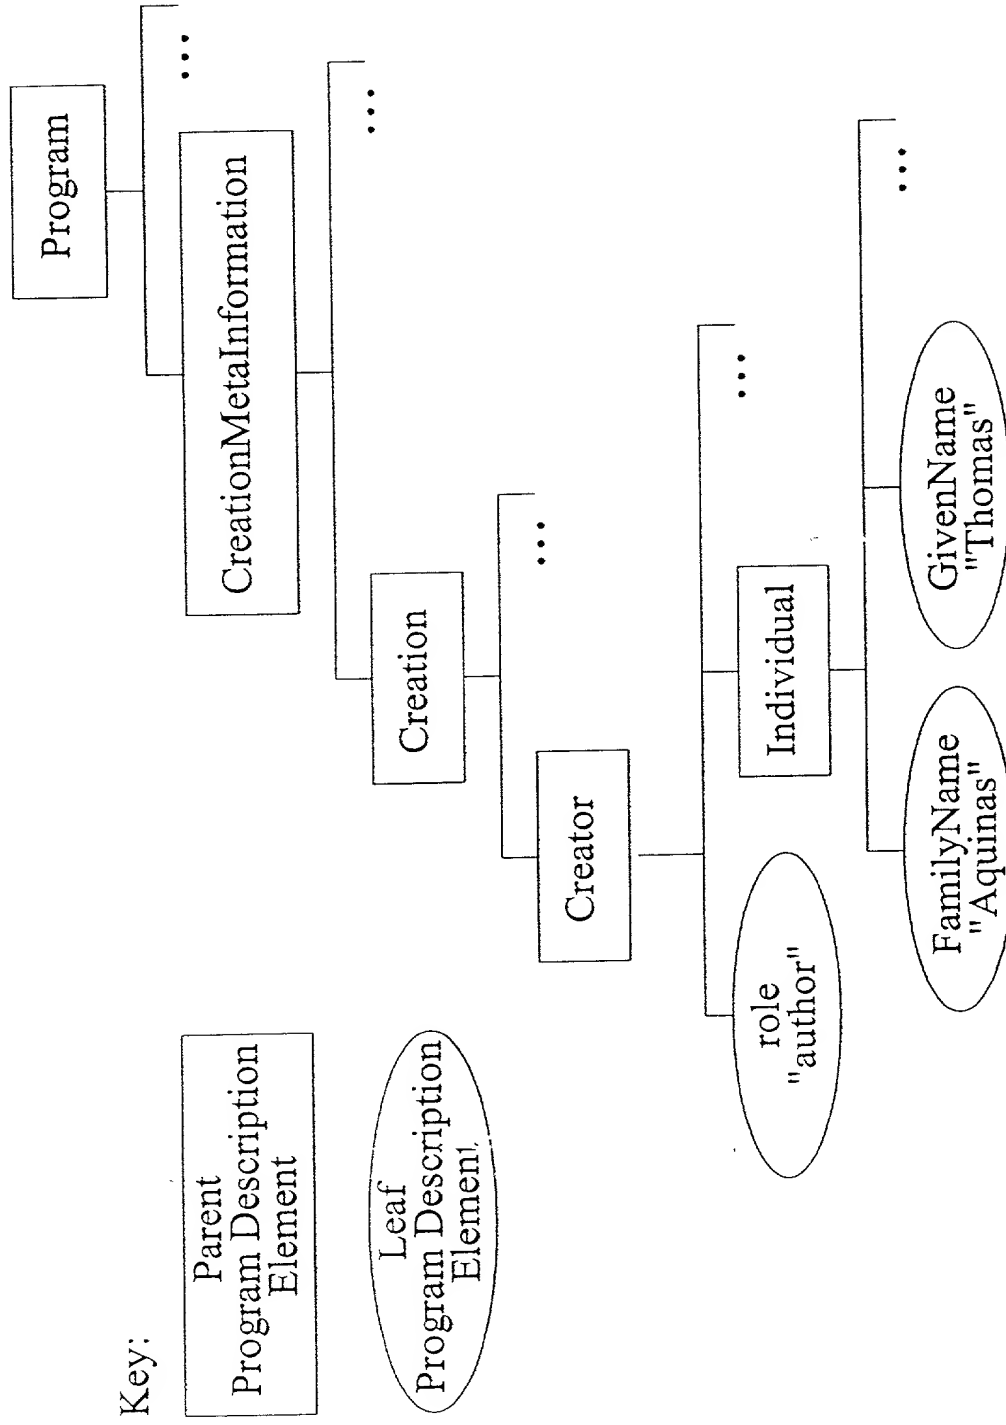 Key:
Parent
Program Description
Element
Leaf
Program Description
Element
Program
...
CreationMetaInformation
...
Creation
...
Creator
...
role
"author"
Individual
...
FamilyName
"Aquinas"
GivenName
"Thomas"